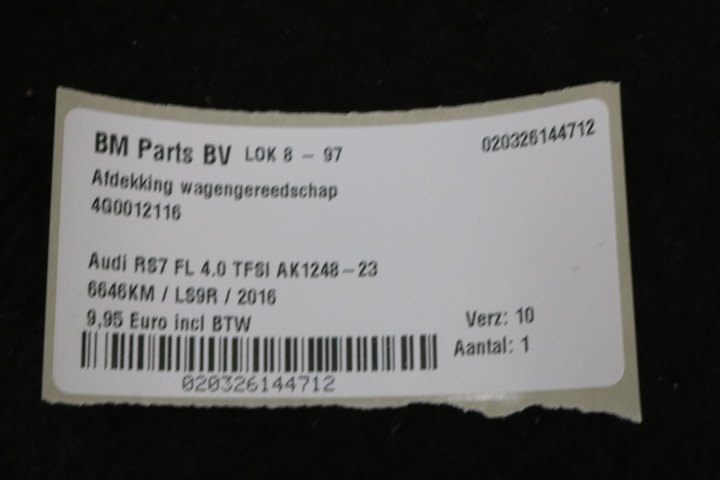 BM Parts BV LOK 8 - 97 020326144712
Afdekking wagengereedschap
4G0012116
Audi RS7 FL 4.0 TFSI AK1248-23
6646KM / LS9R / 2016
9,95 Euro incl BTW Verz: 10
Aantal: 1
020326144712